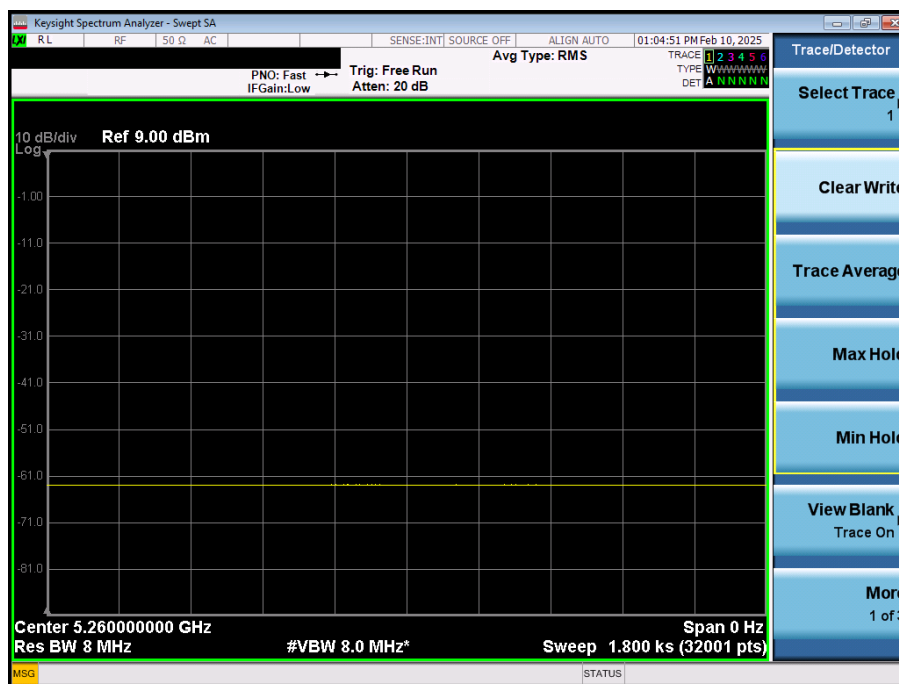 Keysight Spectrum Analyzer - Swept SA
LXI RL RF 50 Ω AC SENSE:INT SOURCE OFF ALIGN AUTO 01:04:51 PM Feb 10, 2025
Avg Type: RMS
TRACE 1 2 3 4 5 6
PNO: Fast Trig: Free Run
TYPE WWWWWW
IFGain:Low Atten: 20 dB
DET A N N N N N
10 dB/div Ref 9.00 dBm
Log
-1.00
-11.0
-21.0
-31.0
-41.0
-51.0
-61.0
-71.0
-81.0
Center 5.260000000 GHz Span 0 Hz
Res BW 8 MHz #VBW 8.0 MHz* Sweep 1.800 ks (32001 pts)
MSG STATUS
Trace/Detector
Select Trace
1
Clear Write
Trace Average
Max Hold
Min Hold
View Blank
Trace On
More
1 of 3